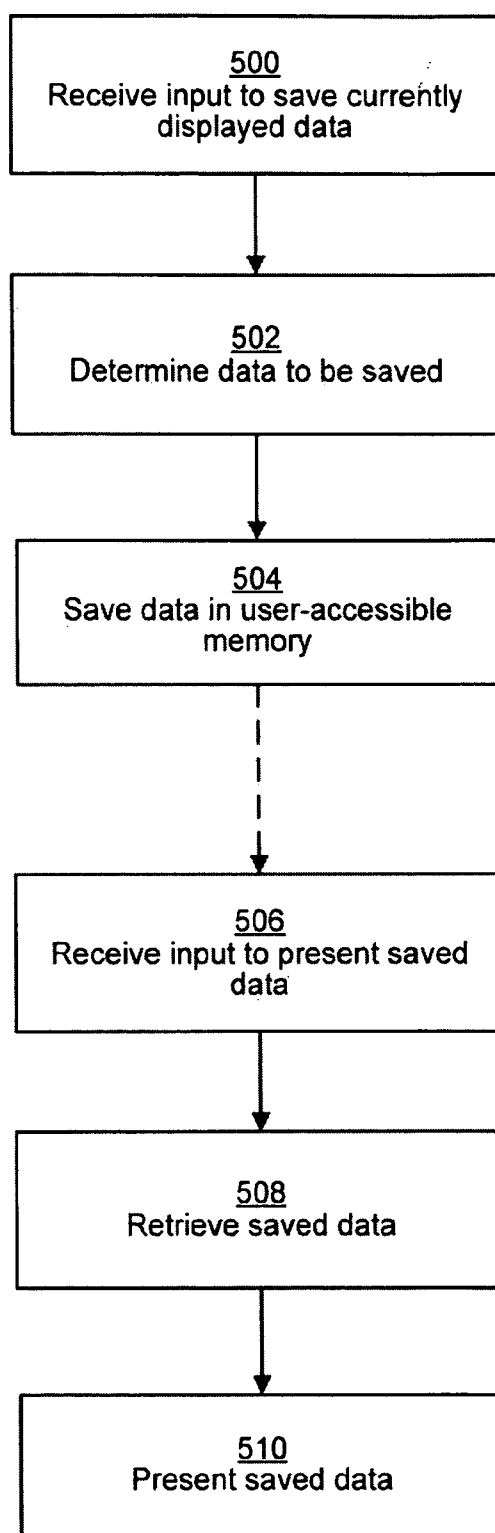 500
Receive input to save currently
displayed data
502
Determine data to be saved
504
Save data in user-accessible
memory
506
Receive input to present saved
data
508
Retrieve saved data
510
Present saved data